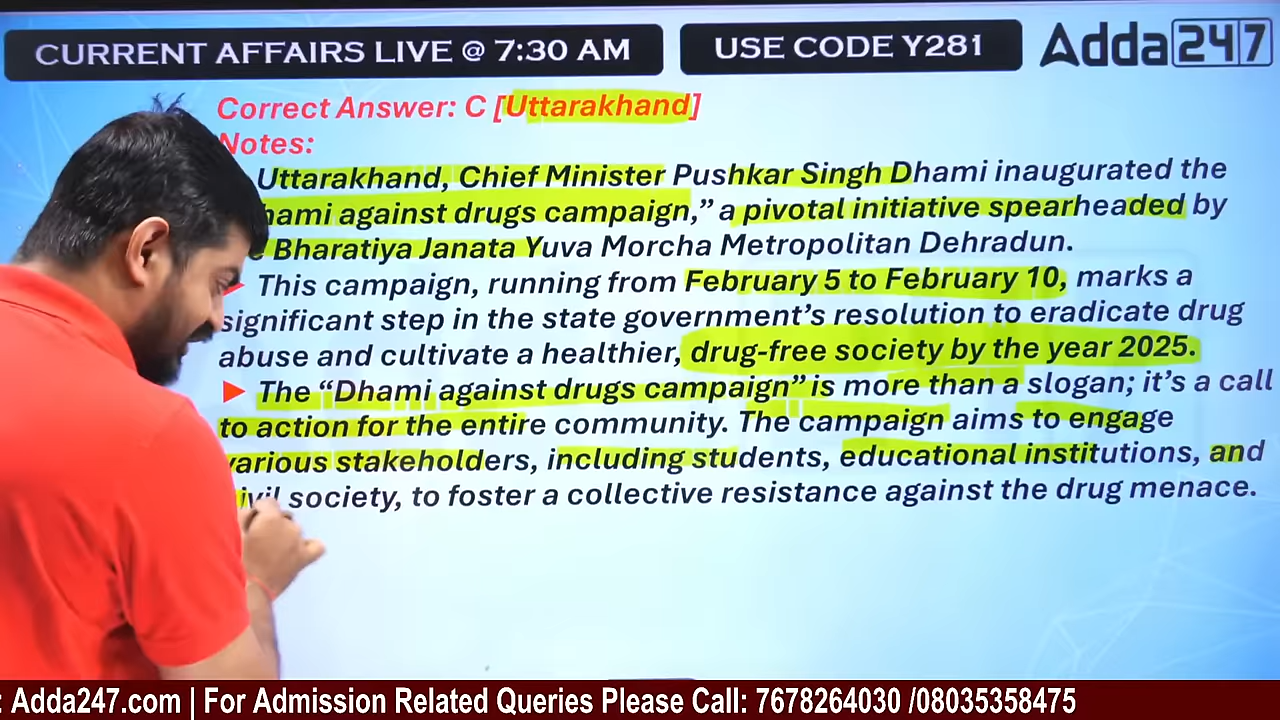 CURRENT AFFAIRS LIVE @ 7:30 AM
USE CODE Y281
Adda247
Correct Answer: C [Uttarakhand]
Notes:
Uttarakhand, Chief Minister Pushkar Singh Dhami inaugurated the
hami against drugs campaign,” a pivotal initiative spearheaded by
Bharatiya Janata Yuva Morcha Metropolitan Dehradun.
This campaign, running from February 5 to February 10, marks a
significant step in the state government’s resolution to eradicate drug
abuse and cultivate a healthier, drug-free society by the year 2025.
The “Dhami against drugs campaign” is more than a slogan; it’s a call
to action for the entire community. The campaign aims to engage
various stakeholders, including students, educational institutions, and
civil society, to foster a collective resistance against the drug menace.
: Adda247.com | For Admission Related Queries Please Call: 7678264030 /08035358475